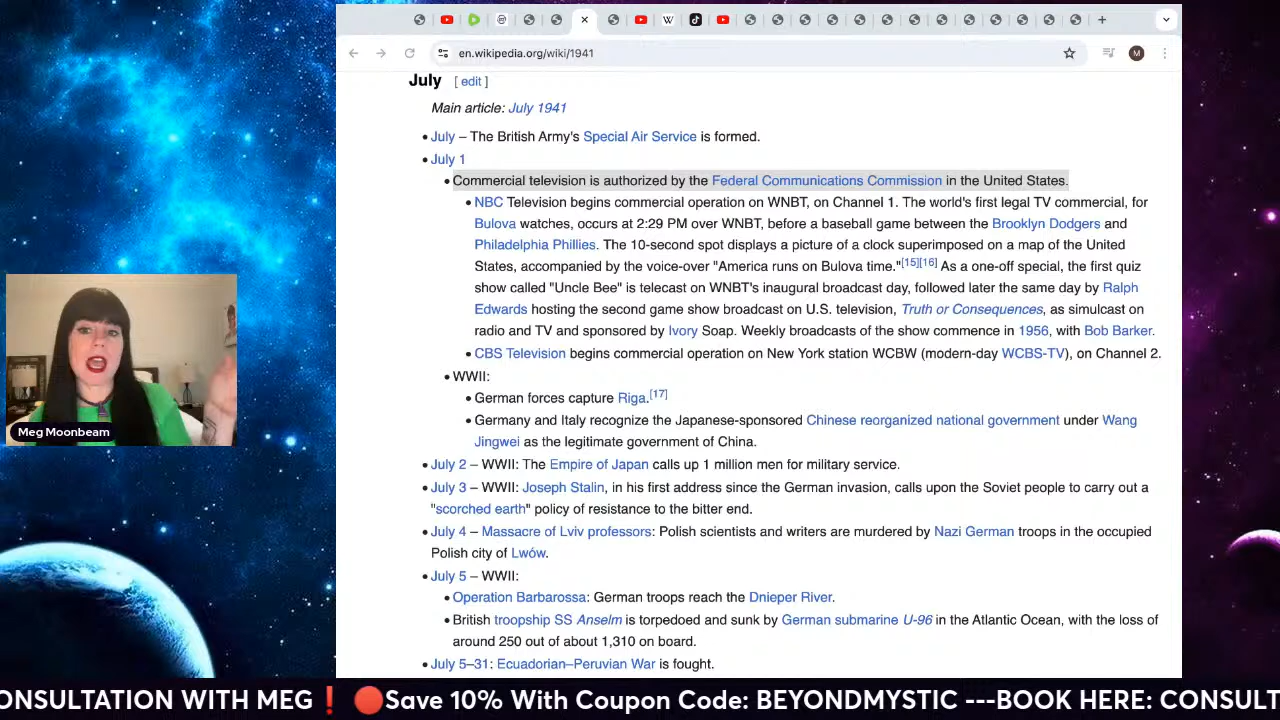 en.wikipedia.org/wiki/1941
M
July [ edit ]
Main article: July 1941
July – The British Army's Special Air Service is formed.
July 1
Commercial television is authorized by the Federal Communications Commission in the United States.
NBC Television begins commercial operation on WNBT, on Channel 1. The world's first legal TV commercial, for
Bulova watches, occurs at 2:29 PM over WNBT, before a baseball game between the Brooklyn Dodgers and
Philadelphia Phillies. The 10-second spot displays a picture of a clock superimposed on a map of the United
States, accompanied by the voice-over "America runs on Bulova time."[15][16] As a one-off special, the first quiz
show called "Uncle Bee" is telecast on WNBT's inaugural broadcast day, followed later the same day by Ralph
Edwards hosting the second game show broadcast on U.S. television, Truth or Consequences, as simulcast on
radio and TV and sponsored by Ivory Soap. Weekly broadcasts of the show commence in 1956, with Bob Barker.
CBS Television begins commercial operation on New York station WCBW (modern-day WCBS-TV), on Channel 2.
WWII:
German forces capture Riga.[17]
Germany and Italy recognize the Japanese-sponsored Chinese reorganized national government under Wang
Jingwei as the legitimate government of China.
July 2 – WWII: The Empire of Japan calls up 1 million men for military service.
July 3 – WWII: Joseph Stalin, in his first address since the German invasion, calls upon the Soviet people to carry out a
"scorched earth" policy of resistance to the bitter end.
July 4 – Massacre of Lviv professors: Polish scientists and writers are murdered by Nazi German troops in the occupied
Polish city of Lwów.
July 5 – WWII:
Operation Barbarossa: German troops reach the Dnieper River.
British troopship SS Anselm is torpedoed and sunk by German submarine U-96 in the Atlantic Ocean, with the loss of
around 250 out of about 1,310 on board.
July 5–31: Ecuadorian–Peruvian War is fought.
Meg Moonbeam
ONSULTATION WITH MEG❗ 🔴Save 10% With Coupon Code: BEYONDMYSTIC ---BOOK HERE: CONSULT